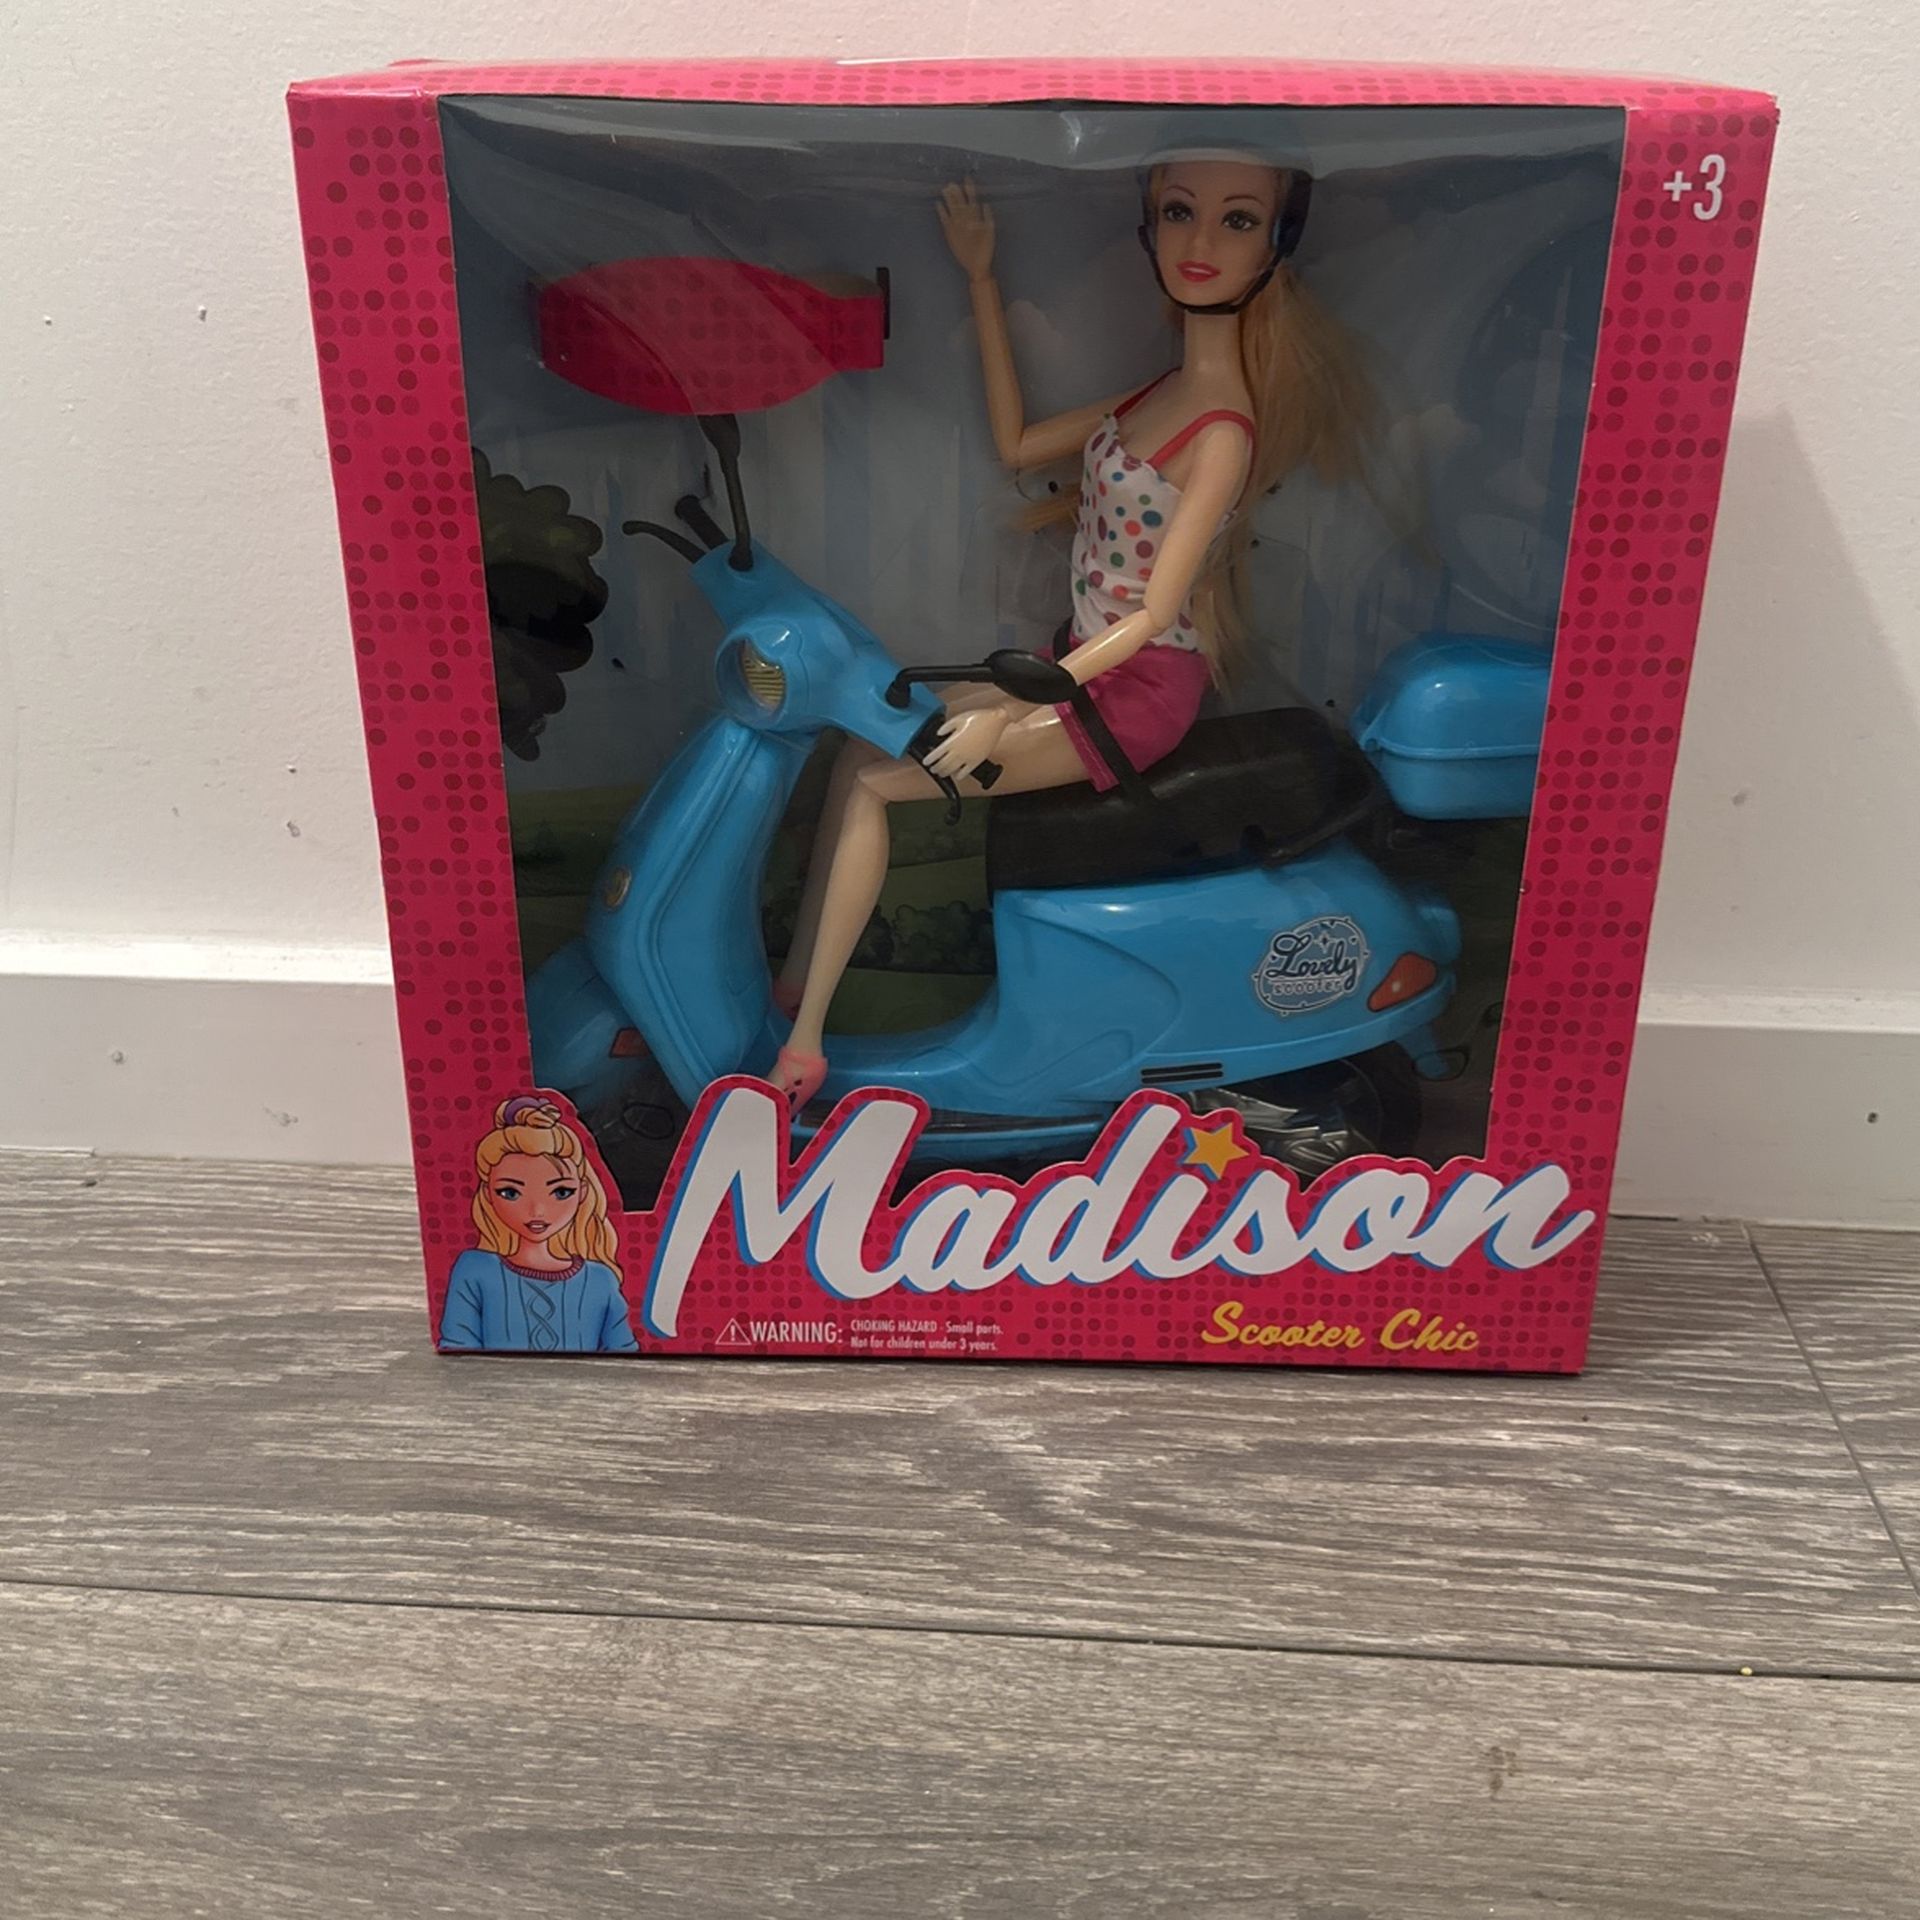 +3
Lovely
scooter
Madison
Scooter Chic
WARNING: CHOKING HAZARD - Small parts.
Not for children under 3 years.